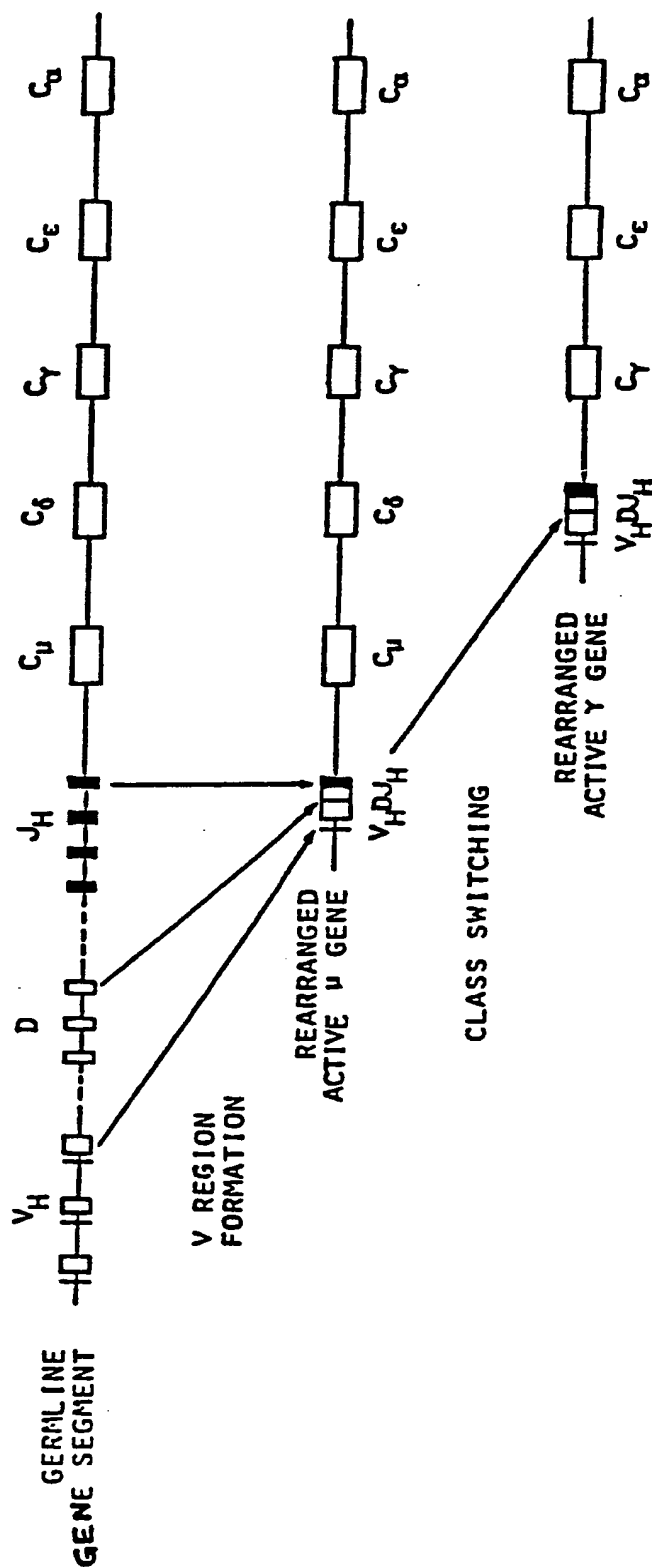 GERMLINE
GENE SEGMENT
V_H
D
J_H
C_μ
C_δ
C_γ
C_ε
C_α
V REGION
FORMATION
REARRANGED
ACTIVE μ GENE
V_HDJ_H
C_μ
C_δ
C_γ
C_ε
C_α
CLASS SWITCHING
REARRANGED
ACTIVE γ GENE
V_HDJ_H
C_γ
C_ε
C_α